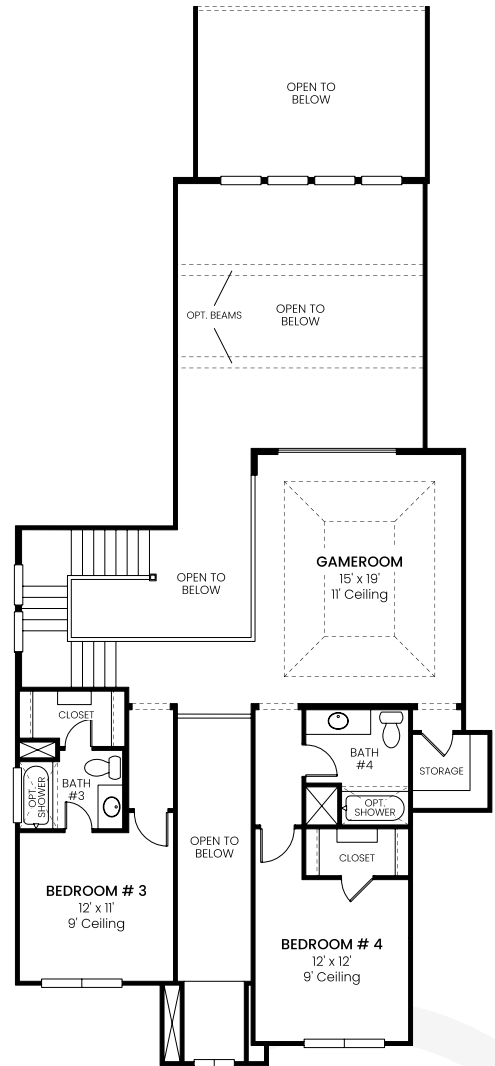 OPEN TO
BELOW
OPT. BEAMS
OPEN TO
BELOW
GAMEROOM
15' x 19'
11' Ceiling
OPEN TO
BELOW
CLOSET
BATH
#3
OPT.
SHOWER
BATH
#4
STORAGE
OPT.
SHOWER
OPEN TO
BELOW
CLOSET
BEDROOM # 3
12' x 11'
9' Ceiling
BEDROOM # 4
12' x 12'
9' Ceiling